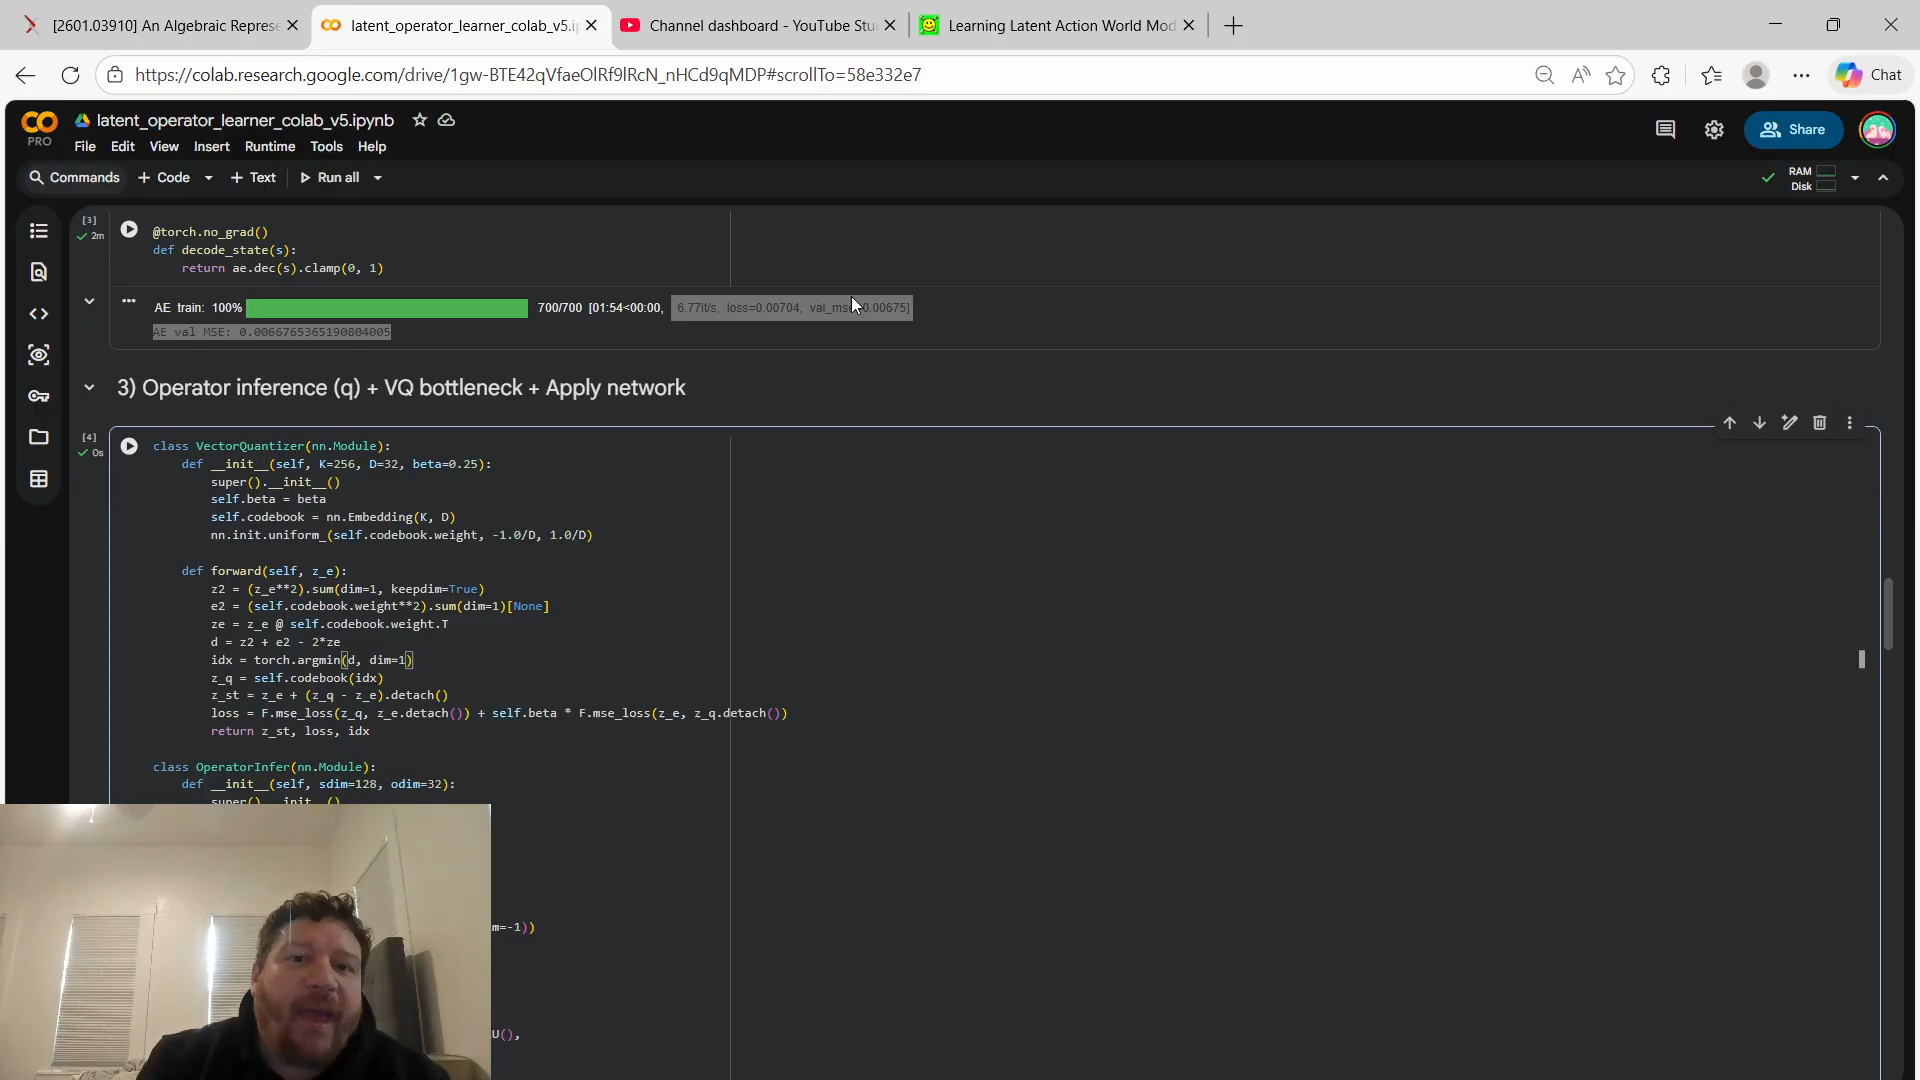 [2601.03910] An Algebraic Represe
latent_operator_learner_colab_v5.i
Channel dashboard - YouTube Stu
Learning Latent Action World Mod
https://colab.research.google.com/drive/1gw-BTE42qVfaeOlRf9lRcN_nHCd9qMDP#scrollTo=58e332e7
Chat
CO
PRO
latent_operator_learner_colab_v5.ipynb
File Edit View Insert Runtime Tools Help
Share
Commands + Code + Text Run all
RAM
Disk
[3]
2m
@torch.no_grad()
def decode_state(s):
return ae.dec(s).clamp(0, 1)
AE train: 100% 700/700 [01:54<00:00, 6.77it/s, loss=0.00704, val_ms 0.00675]
AE val MSE: 0.0066765365190804005
3) Operator inference (q) + VQ bottleneck + Apply network
[4]
0s
class VectorQuantizer(nn.Module):
def __init__(self, K=256, D=32, beta=0.25):
super().__init__()
self.beta = beta
self.codebook = nn.Embedding(K, D)
nn.init.uniform_(self.codebook.weight, -1.0/D, 1.0/D)
def forward(self, z_e):
z2 = (z_e**2).sum(dim=1, keepdim=True)
e2 = (self.codebook.weight**2).sum(dim=1)[None]
ze = z_e @ self.codebook.weight.T
d = z2 + e2 - 2*ze
idx = torch.argmin(d, dim=1)
z_q = self.codebook(idx)
z_st = z_e + (z_q - z_e).detach()
loss = F.mse_loss(z_q, z_e.detach()) + self.beta * F.mse_loss(z_e, z_q.detach())
return z_st, loss, idx
class OperatorInfer(nn.Module):
def __init__(self, sdim=128, odim=32):
super().__init__()
m=-1))
U(),